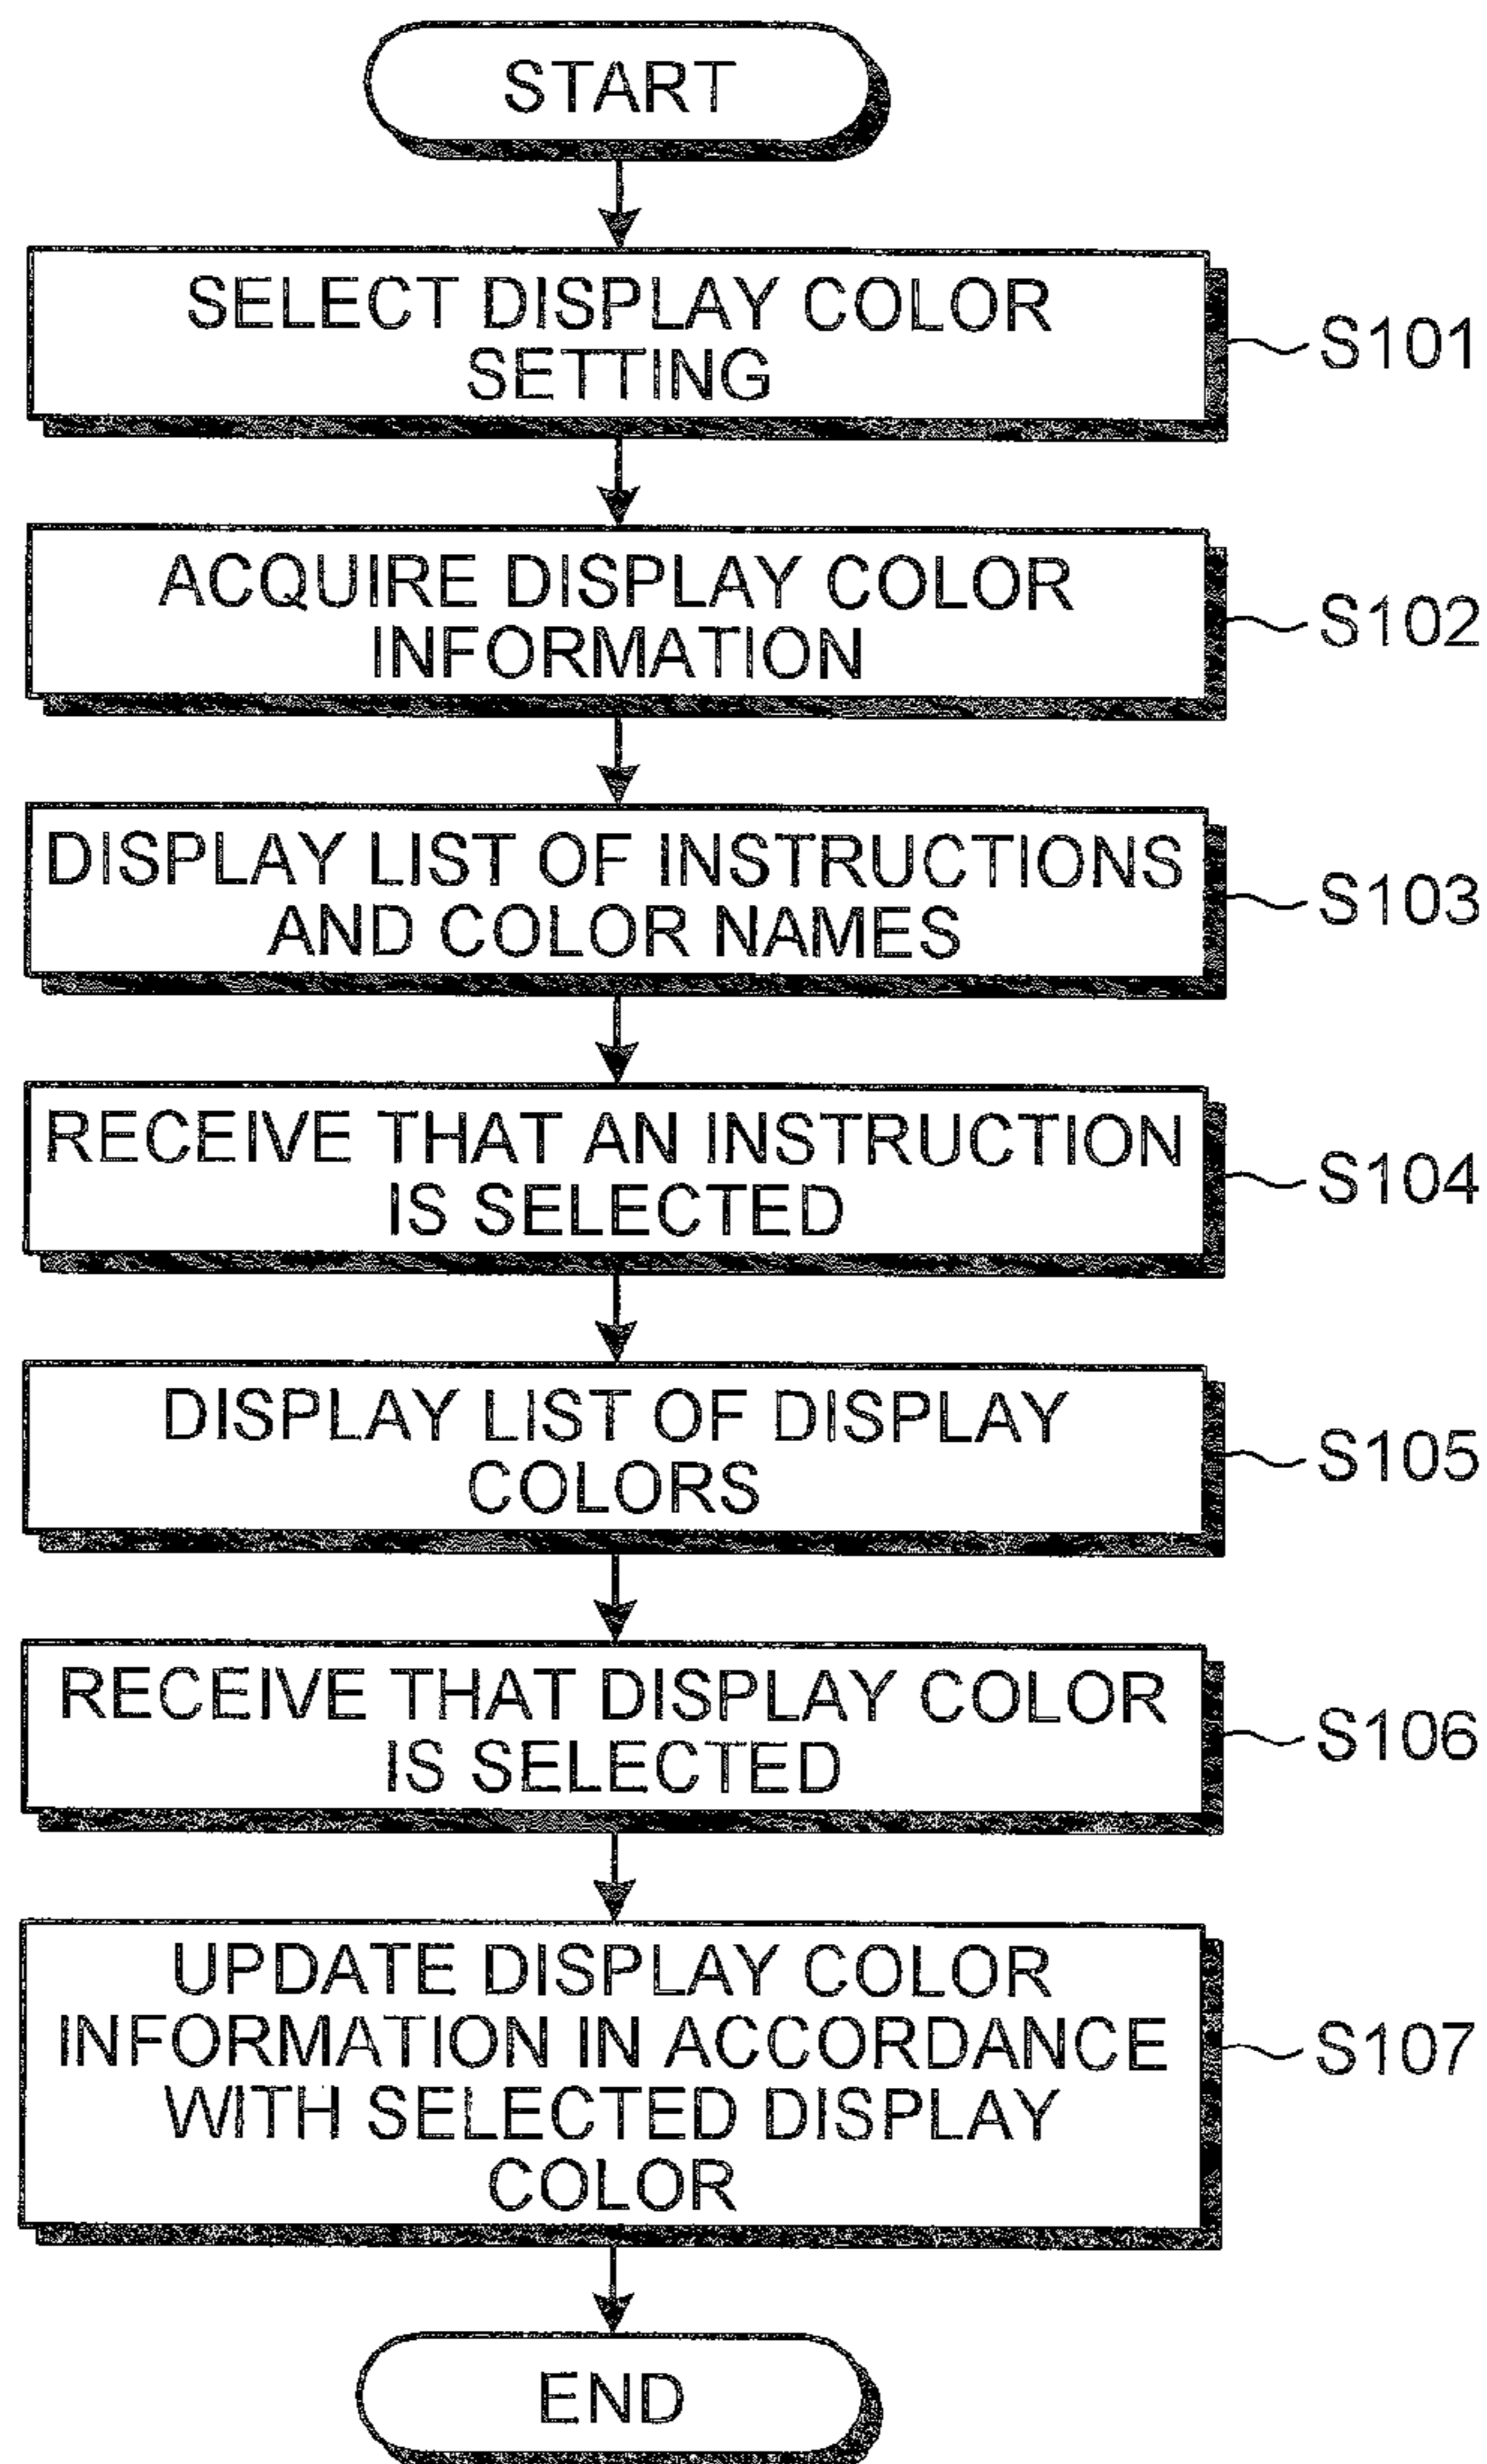 START
SELECT DISPLAY COLOR
SETTING
S101
ACQUIRE DISPLAY COLOR
INFORMATION
S102
DISPLAY LIST OF INSTRUCTIONS
AND COLOR NAMES
S103
RECEIVE THAT AN INSTRUCTION
IS SELECTED
S104
DISPLAY LIST OF DISPLAY
COLORS
S105
RECEIVE THAT DISPLAY COLOR
IS SELECTED
S106
UPDATE DISPLAY COLOR
INFORMATION IN ACCORDANCE
WITH SELECTED DISPLAY
COLOR
S107
END